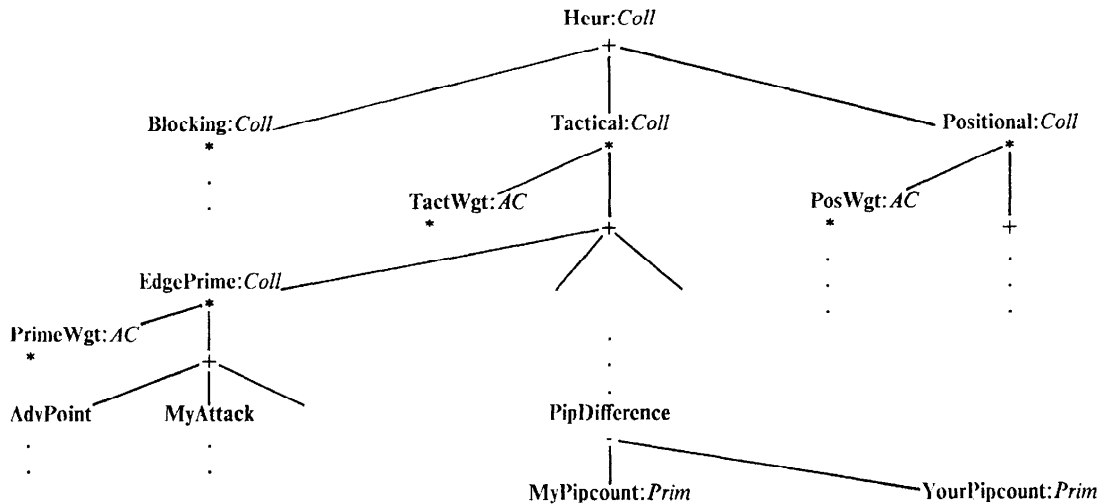 Heur:Coll
+
Blocking:Coll Tactical:Coll Positional:Coll
* * *
TactWgt:AC PosWgt:AC
* + * +
EdgePrime:Coll
*
PrimeWgt:AC
* +
AdvPoint MyAttack PipDifference
-
MyPipcount:Prim YourPipcount:Prim